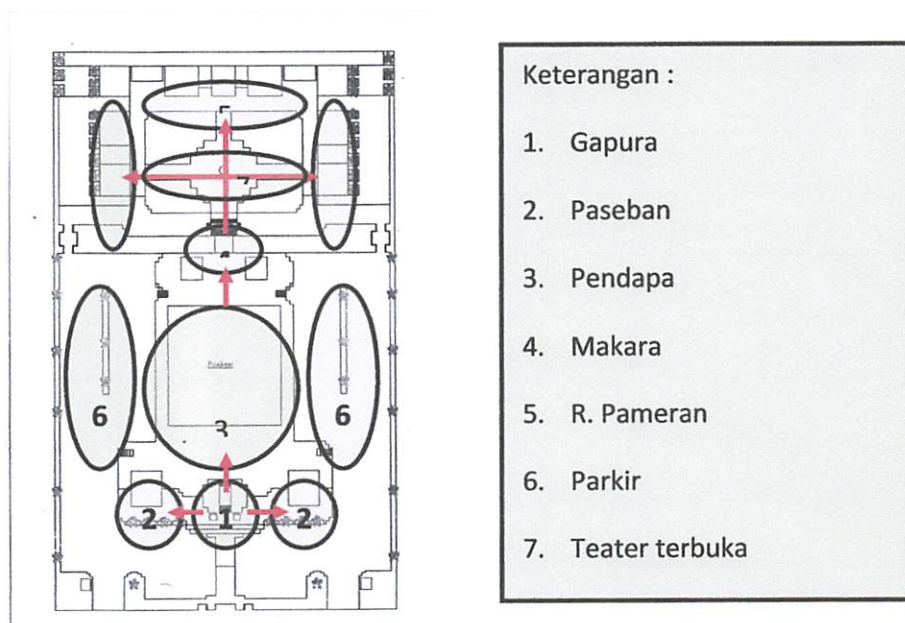 3
6
6
2
1
2
Keterangan :
1. Gapura
2. Paseban
3. Pendapa
4. Makara
5. R. Pameran
6. Parkir
7. Teater terbuka